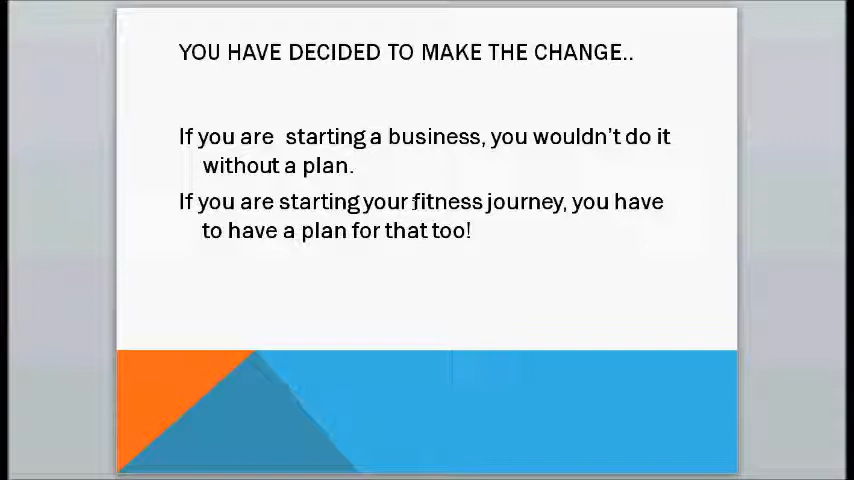 YOU HAVE DECIDED TO MAKE THE CHANGE..
If you are starting a business, you wouldn't do it
without a plan.
If you are starting your fitness journey, you have
to have a plan for that too!